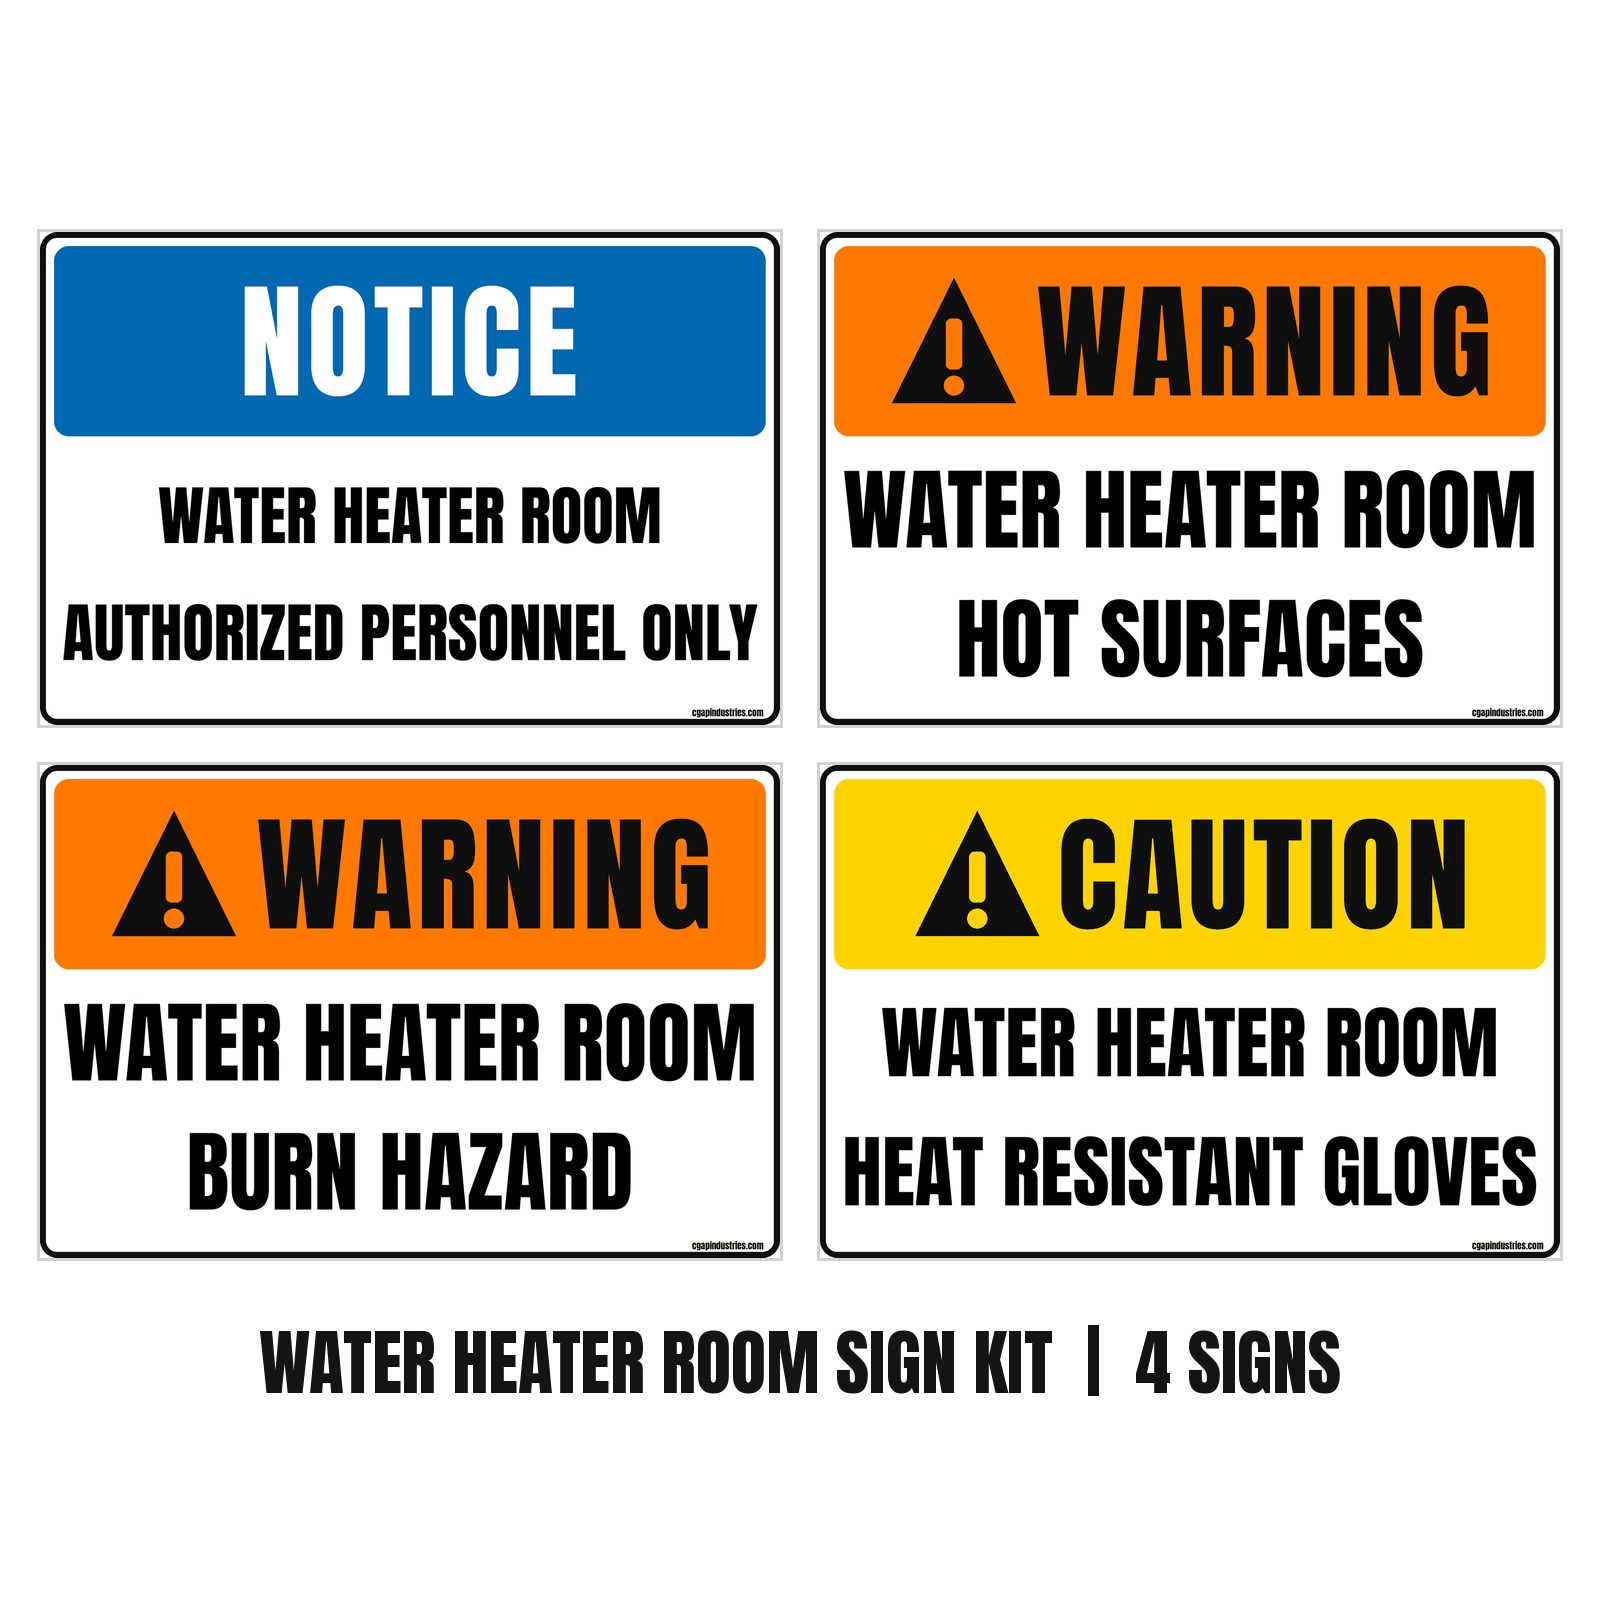 NOTICE
WATER HEATER ROOM
AUTHORIZED PERSONNEL ONLY
cgapindustries.com
WARNING
WATER HEATER ROOM
HOT SURFACES
cgapindustries.com
WARNING
WATER HEATER ROOM
BURN HAZARD
cgapindustries.com
CAUTION
WATER HEATER ROOM
HEAT RESISTANT GLOVES
cgapindustries.com
WATER HEATER ROOM SIGN KIT | 4 SIGNS